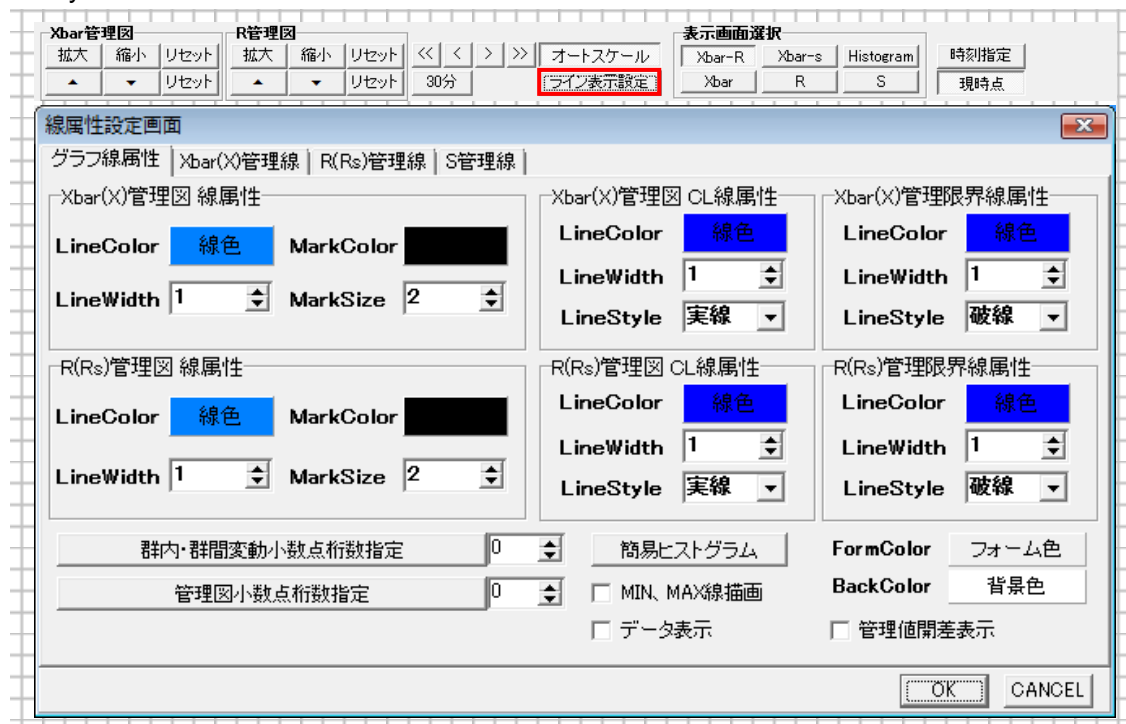 Xbar管理図 R管理図 表示画面選択
拡大 縮小 リセット 拡大 縮小 リセット << < > >> オートスケール Xbar-R Xbar-s Histogram 時刻指定
▲ ▼ リセット ▲ ▼ リセット 30分 ライン表示設定 Xbar R S 現時点
線属性設定画面
グラフ線属性 Xbar(X)管理線 R(Rs)管理線 S管理線
Xbar(X)管理図 線属性 Xbar(X)管理図 CL線属性 Xbar(X)管理限界線属性
LineColor 線色 MarkColor LineColor 線色 LineColor 線色
LineWidth 1 MarkSize 2 LineWidth 1 LineWidth 1
LineStyle 実線 LineStyle 破線
R(Rs)管理図 線属性 R(Rs)管理図 CL線属性 R(Rs)管理限界線属性
LineColor 線色 MarkColor LineColor 線色 LineColor 線色
LineWidth 1 MarkSize 2 LineWidth 1 LineWidth 1
LineStyle 実線 LineStyle 破線
群内・群間変動小数点桁数指定 0 簡易ヒストグラム FormColor フォーム色
管理図小数点桁数指定 0 MIN、MAX線描画 BackColor 背景色
データ表示 管理値開差表示
OK CANCEL